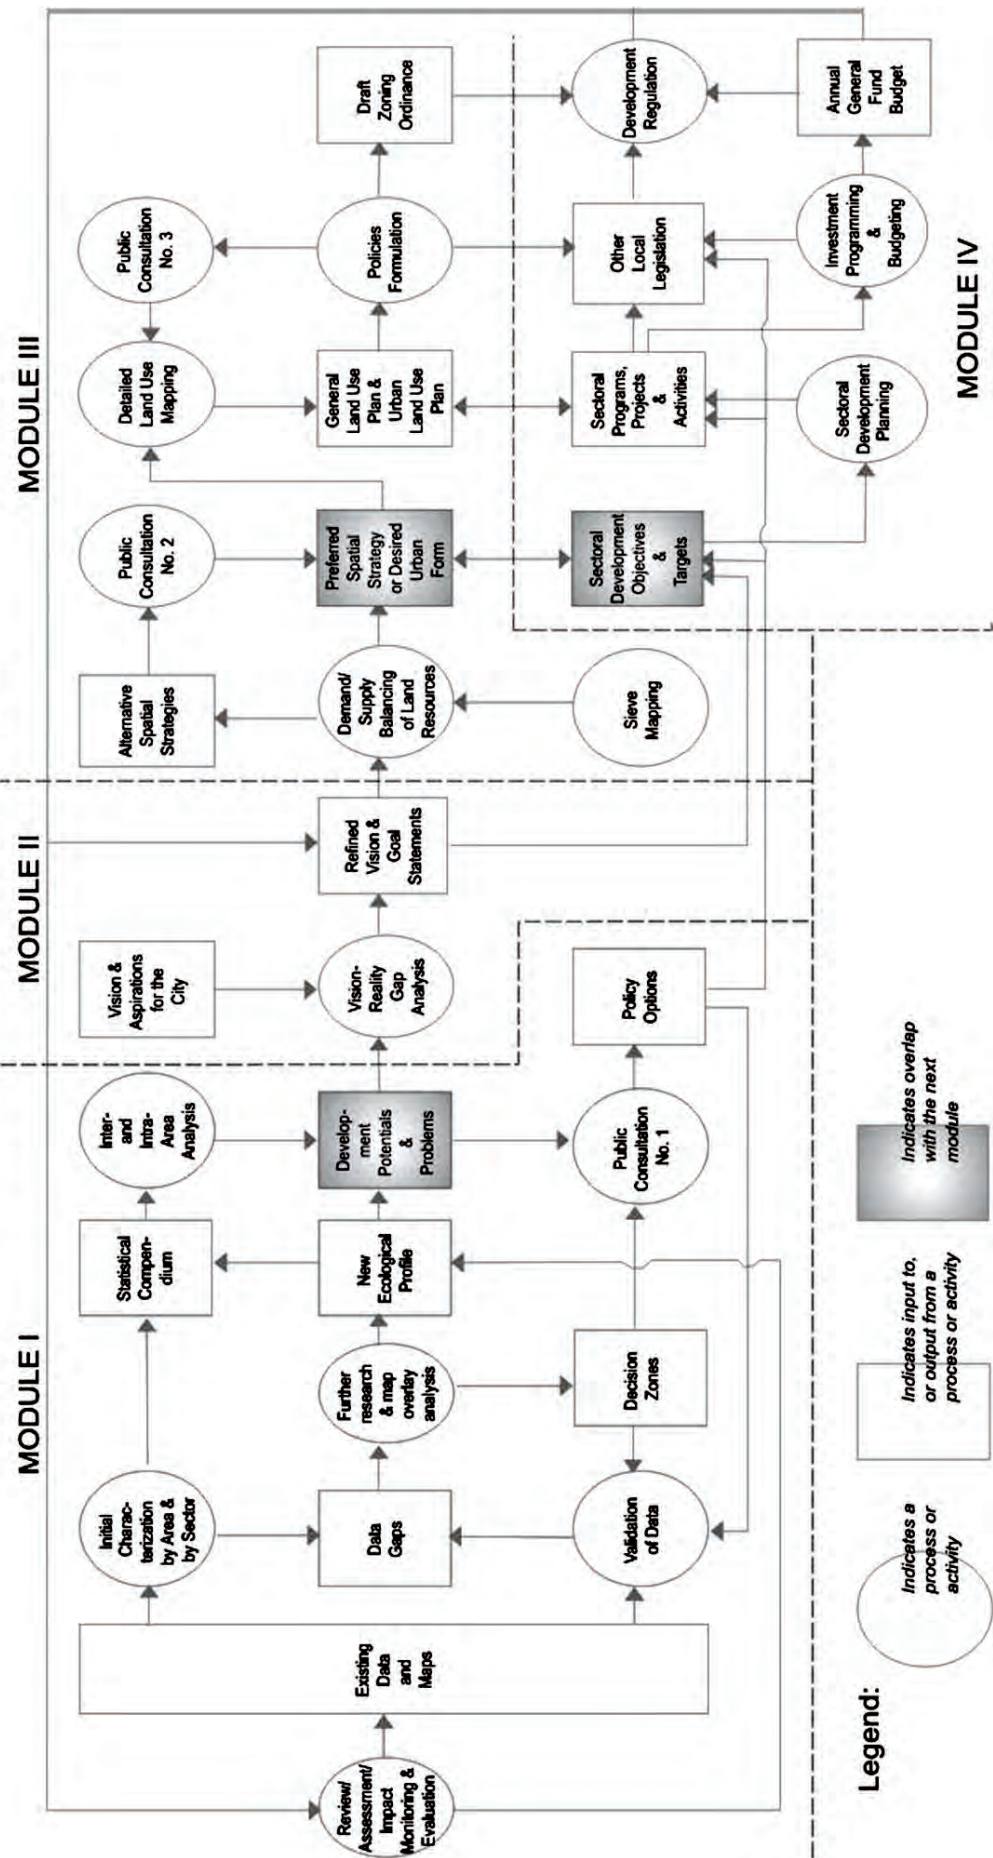 MODULE I
MODULE II
MODULE III
Review/
Assessment/
Impact
Monitoring &
Evaluation
Existing
Data
and
Maps
Initial
Charac-
terization
by Area &
by Sector
Data
Gaps
Validation
of Data
Further
research
& map
overlay
analysis
Decision
Zones
Statistical
Compen-
dium
New
Ecological
Profile
Inter-
and
Intra-
Area
Analysis
Develop-
ment
Potentials
&
Problems
Public
Consultation
No. 1
Policy
Options
Vision &
Aspirations
for the
City
Vision-
Reality
Gap
Analysis
Refined
Vision &
Goal
Statements
Alternative
Spatial
Strategies
Demand/
Supply
Balancing
of Land
Resources
Sieve
Mapping
Public
Consultation
No. 2
Preferred
Spatial
Strategy
or Desired
Urban
Form
Sectoral
Development
Objectives
&
Targets
Detailed
Land Use
Mapping
General
Land Use
Plan &
Urban
Land Use
Plan
Sectoral
Programs,
Projects
&
Activities
Sectoral
Development
Planning
Public
Consultation
No. 3
Policies
Formulation
Other
Local
Legislation
Investment
Programming
&
Budgeting
Draft
Zoning
Ordinance
Development
Regulation
Annual
General
Fund
Budget
MODULE IV
Legend:
Indicates a
process or
activity
Indicates input to,
or output from a
process or activity
Indicates overlap
with the next
module